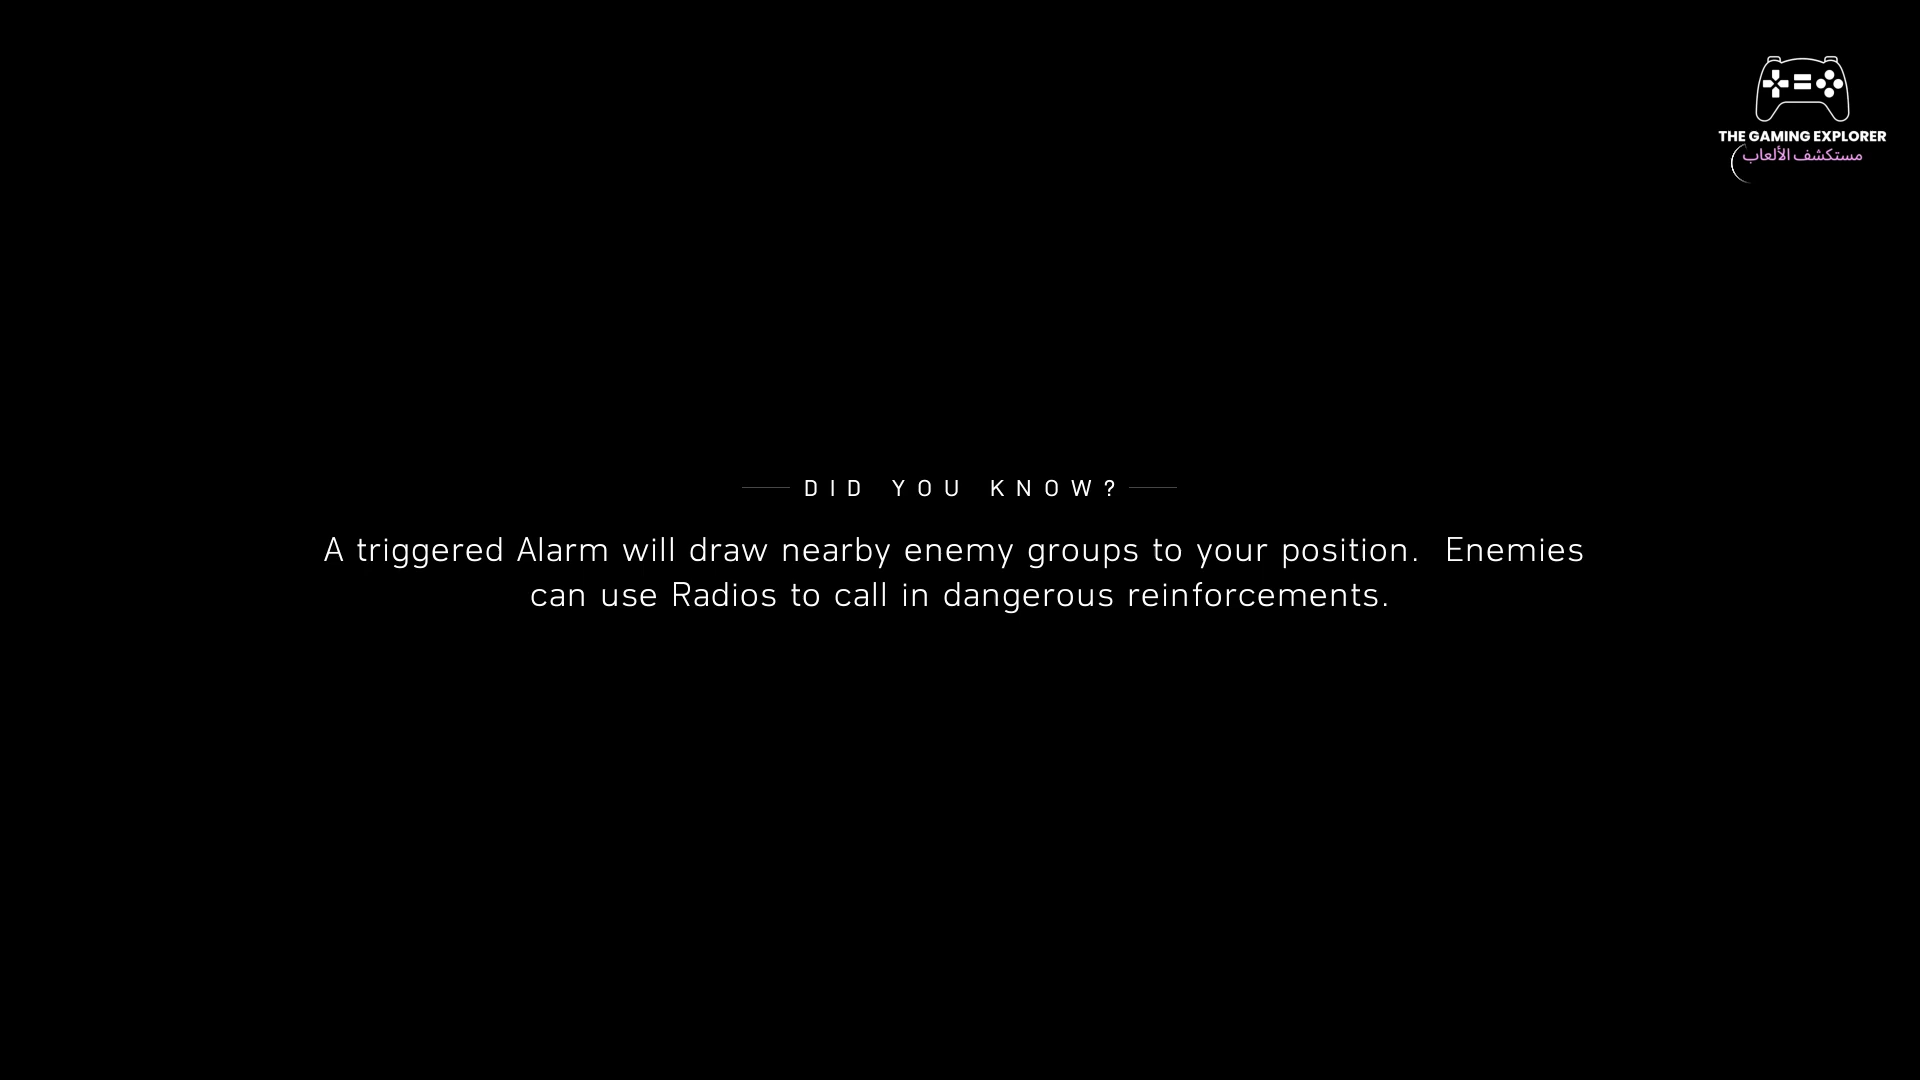 THE GAMING EXPLORER
مستكشف الألعاب
DID YOU KNOW?
A triggered Alarm will draw nearby enemy groups to your position.  Enemies
can use Radios to call in dangerous reinforcements.